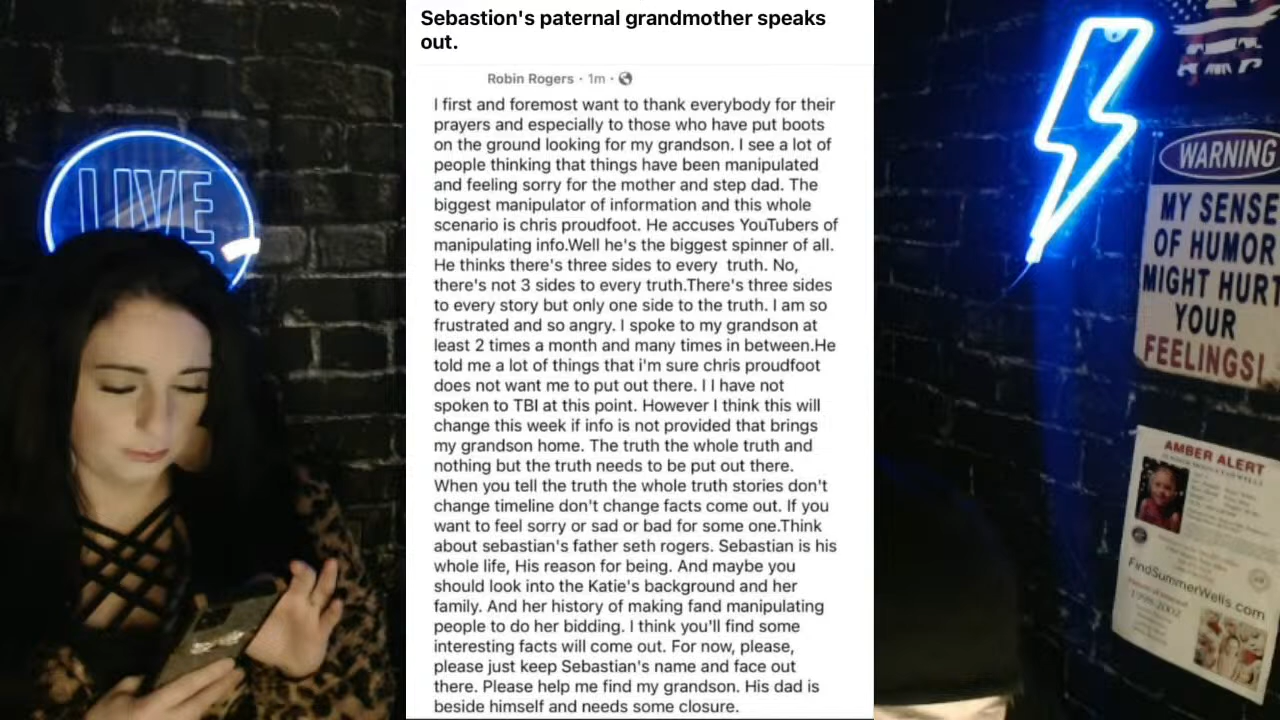 Sebastion's paternal grandmother speaks
out.
Robin Rogers · 1m ·
I first and foremost want to thank everybody for their
prayers and especially to those who have put boots
on the ground looking for my grandson. I see a lot of
people thinking that things have been manipulated
and feeling sorry for the mother and step dad. The
biggest manipulator of information and this whole
scenario is chris proudfoot. He accuses YouTubers of
manipulating info.Well he's the biggest spinner of all.
He thinks there's three sides to every  truth. No,
there's not 3 sides to every truth.There's three sides
to every story but only one side to the truth. I am so
frustrated and so angry. I spoke to my grandson at
least 2 times a month and many times in between.He
told me a lot of things that i'm sure chris proudfoot
does not want me to put out there. I I have not
spoken to TBI at this point. However I think this will
change this week if info is not provided that brings
my grandson home. The truth the whole truth and
nothing but the truth needs to be put out there.
When you tell the truth the whole truth stories don't
change timeline don't change facts come out. If you
want to feel sorry or sad or bad for some one.Think
about sebastian's father seth rogers. Sebastian is his
whole life, His reason for being. And maybe you
should look into the Katie's background and her
family. And her history of making fand manipulating
people to do her bidding. I think you'll find some
interesting facts will come out. For now, please,
please just keep Sebastian's name and face out
there. Please help me find my grandson. His dad is
beside himself and needs some closure.
LIVE
WARNING
MY SENSE
OF HUMOR
MIGHT HURT
YOUR
FEELINGS!
AMBER ALERT
FindSummerWells.com